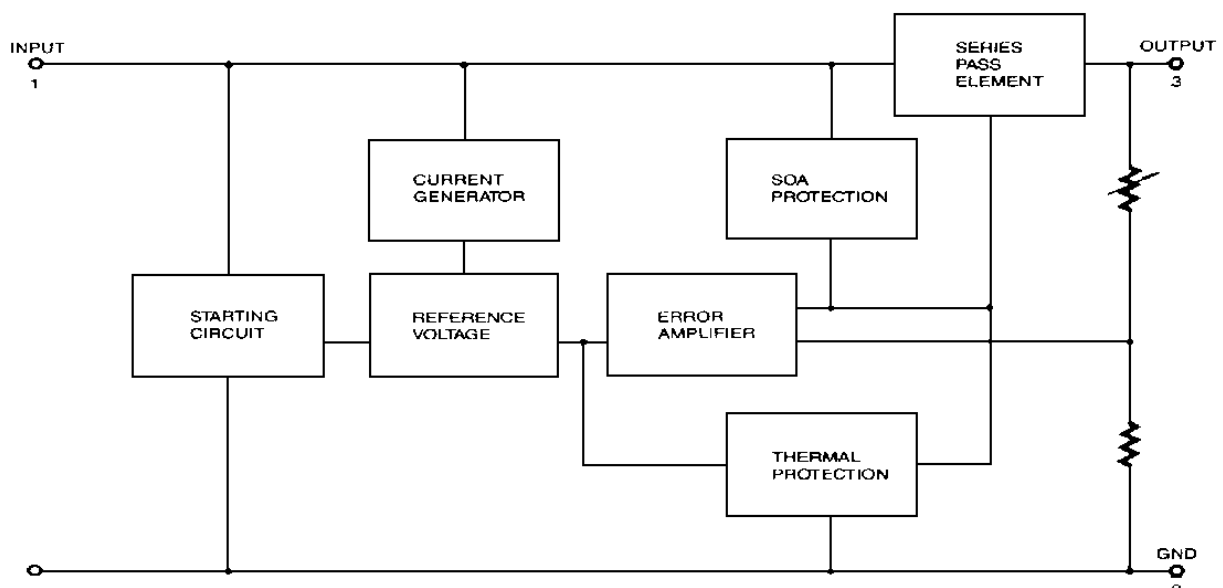 INPUT
1
SERIES
PASS
ELEMENT
OUTPUT
3
CURRENT
GENERATOR
SOA
PROTECTION
STARTING
CIRCUIT
REFERENCE
VOLTAGE
ERROR
AMPLIFIER
THERMAL
PROTECTION
GND